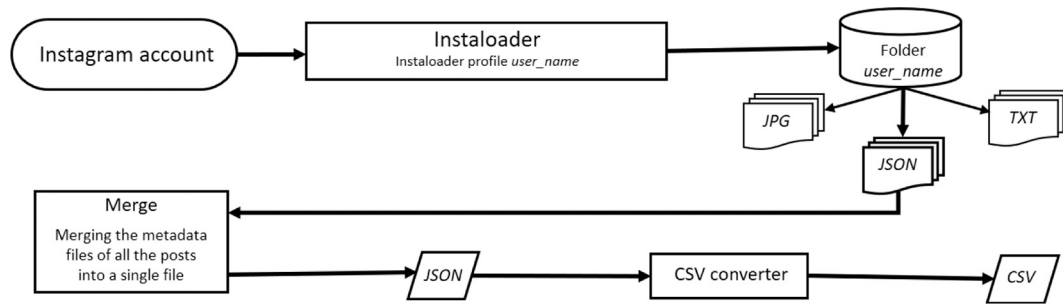 Instagram account
Instaloader
Instaloader profile user_name
Folder
user_name
JPG
TXT
JSON
Merge
Merging the metadata
files of all the posts
into a single file
JSON
CSV converter
CSV